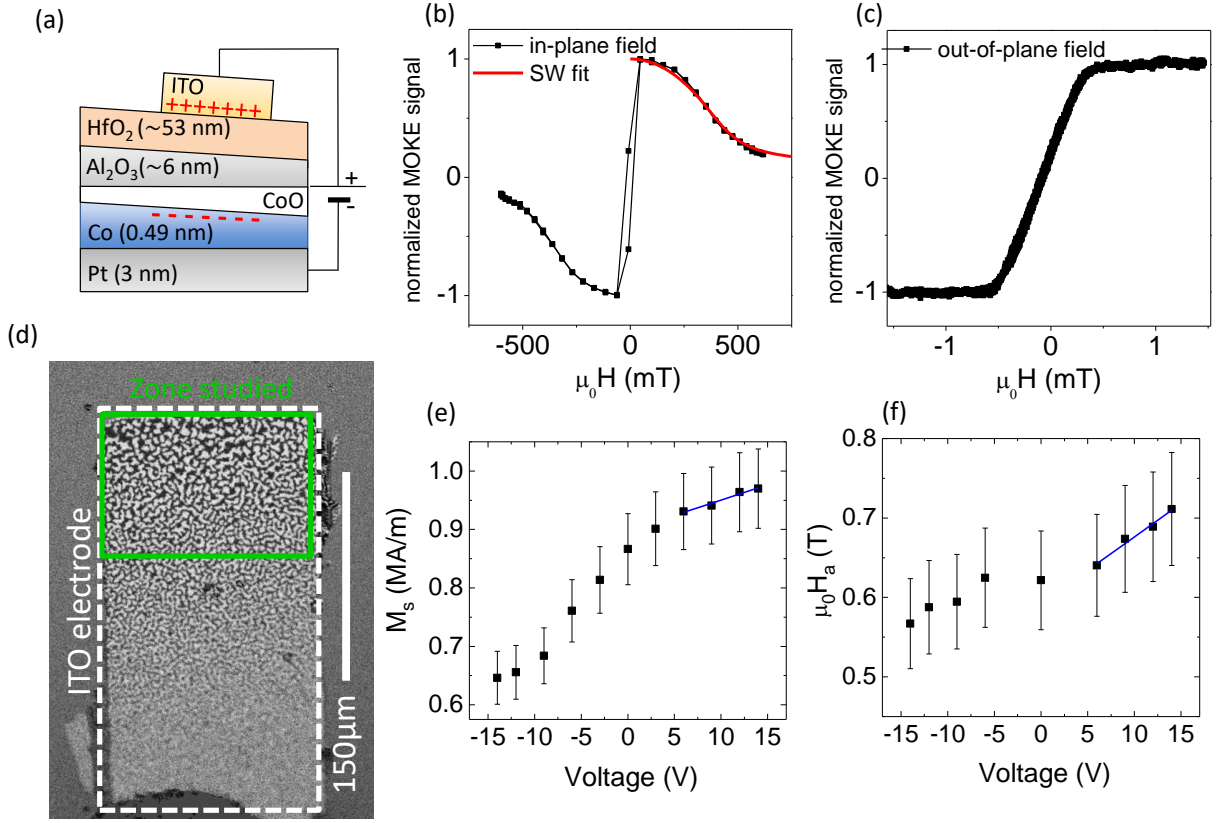 (a)
ITO
+++++++
HfO₂ (~53 nm)
Al₂O₃(~6 nm)
CoO
Co (0.49 nm)
Pt (3 nm)
+
-
(b)
normalized MOKE signal
1
0
-1
in-plane field
SW fit
-500 0 500
μ₀H (mT)
(c)
normalized MOKE signal
1
0
-1
out-of-plane field
-1 0 1
μ₀H (mT)
(d)
Zone studied
ITO electrode
150μm
(e)
Mₛ (MA/m)
1.0
0.9
0.8
0.7
0.6
-15 -10 -5 0 5 10 15
Voltage (V)
(f)
μ₀Hₐ (T)
0.8
0.7
0.6
0.5
-15 -10 -5 0 5 10 15
Voltage (V)